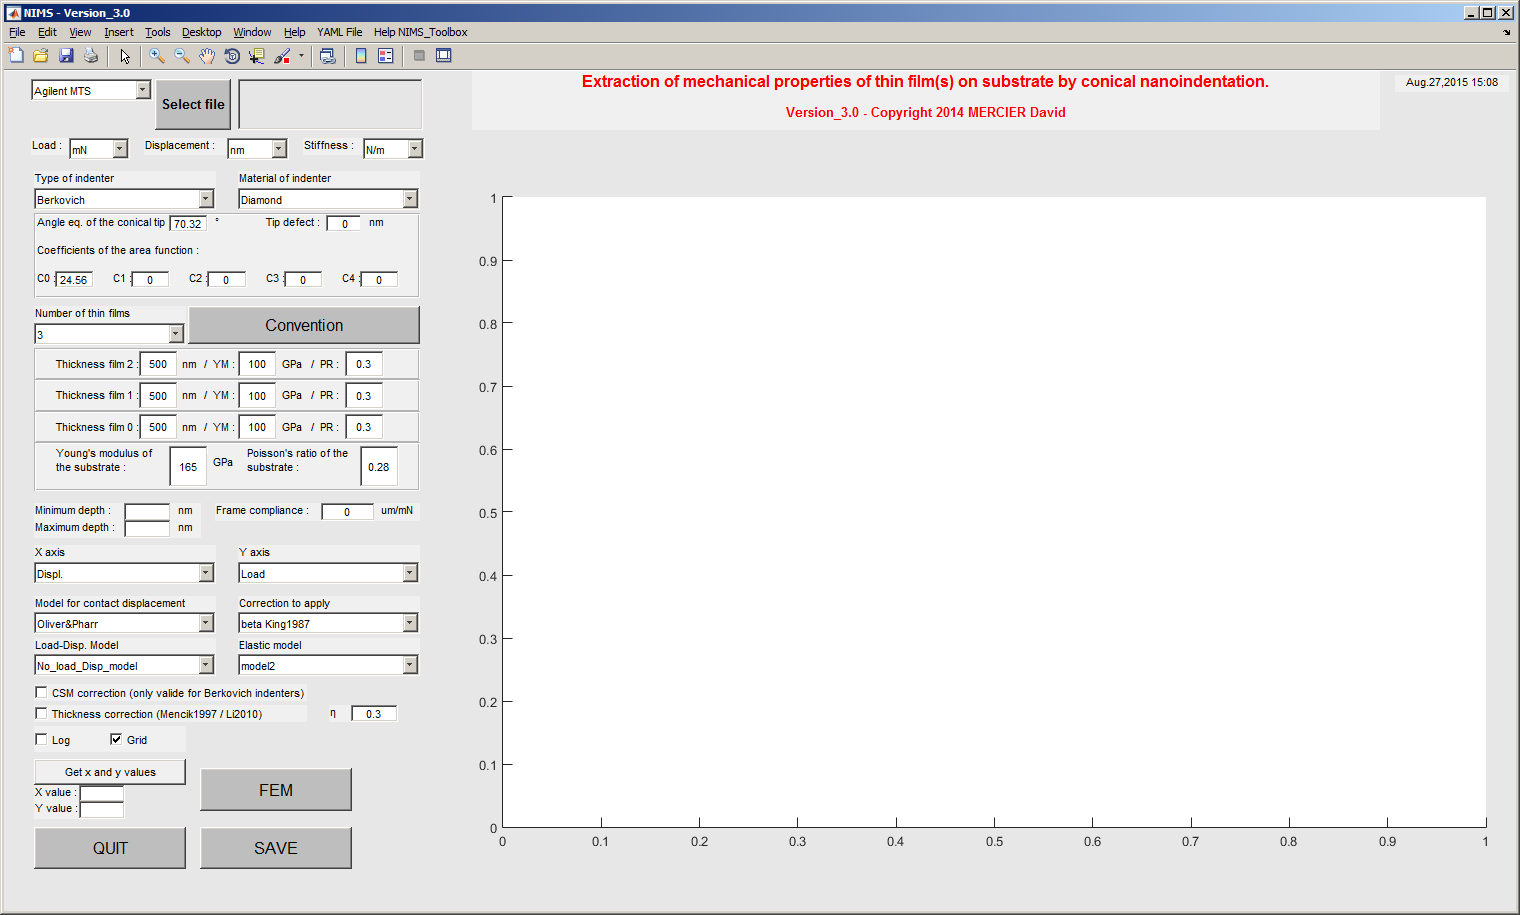 NIMS - Version_3.0
File Edit View Insert Tools Desktop Window Help YAML File Help NIMS_Toolbox
Agilent MTS
Select file
Extraction of mechanical properties of thin film(s) on substrate by conical nanoindentation.
Version_3.0 - Copyright 2014 MERCIER David
Aug.27,2015 15:08
Load : mN Displacement : nm Stiffness : N/m
Type of indenter Material of indenter
Berkovich Diamond
Angle eq. of the conical tip 70.32 ° Tip defect : 0 nm
Coefficients of the area function :
C0 : 24.56 C1 : 0 C2 : 0 C3 : 0 C4 : 0
Number of thin films
3
Convention
Thickness film 2 : 500 nm / YM : 100 GPa / PR : 0.3
Thickness film 1 : 500 nm / YM : 100 GPa / PR : 0.3
Thickness film 0 : 500 nm / YM : 100 GPa / PR : 0.3
Young's modulus of
the substrate : 165 GPa
Poisson's ratio of the
substrate : 0.28
Minimum depth : nm Frame compliance : 0 um/mN
Maximum depth : nm
X axis Y axis
Displ. Load
Model for contact displacement Correction to apply
Oliver&Pharr beta King1987
Load-Disp. Model Elastic model
No_load_Disp_model model2
CSM correction (only valide for Berkovich indenters)
Thickness correction (Mencik1997 / Li2010) η 0.3
Log Grid
Get x and y values
X value :
Y value :
FEM
QUIT SAVE
1
0.9
0.8
0.7
0.6
0.5
0.4
0.3
0.2
0.1
0
0 0.1 0.2 0.3 0.4 0.5 0.6 0.7 0.8 0.9 1